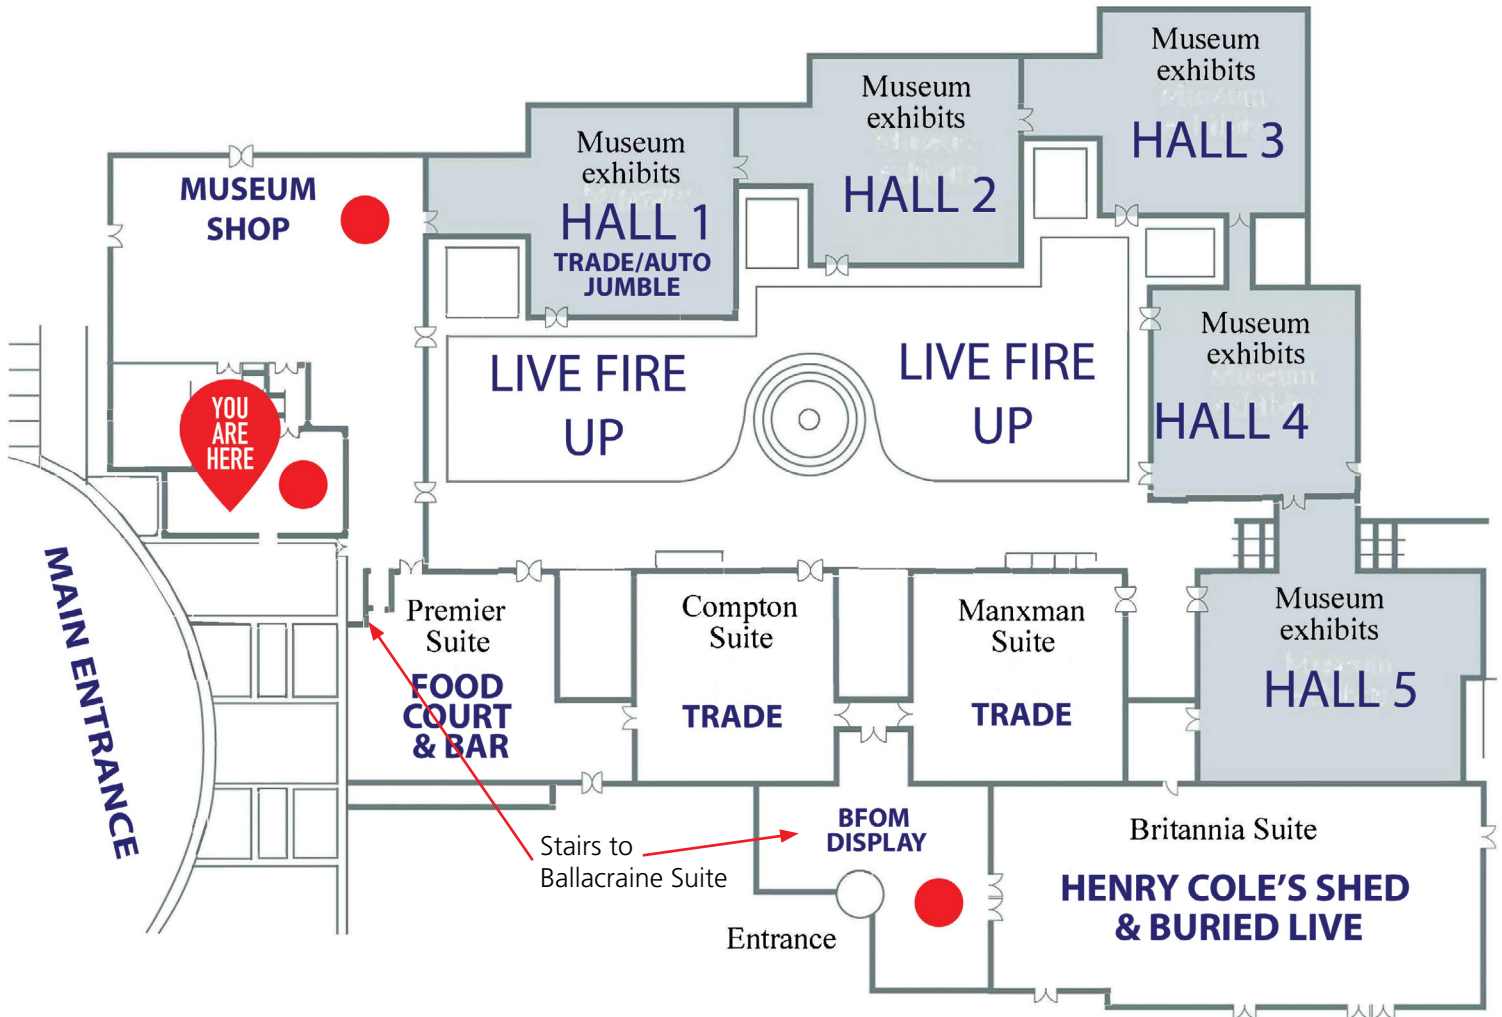 Museum
exhibits
HALL 3
Museum
exhibits
HALL 2
Museum
exhibits
HALL 1
TRADE/AUTO
JUMBLE
MUSEUM
SHOP
LIVE FIRE
UP
LIVE FIRE
UP
Museum
exhibits
HALL 4
YOU
ARE
HERE
MAIN ENTRANCE
Premier
Suite
FOOD
COURT
& BAR
Compton
Suite
TRADE
Manxman
Suite
TRADE
Museum
exhibits
HALL 5
Stairs to
Ballacraine Suite
BFOM
DISPLAY
Entrance
Britannia Suite
HENRY COLE'S SHED
& BURIED LIVE